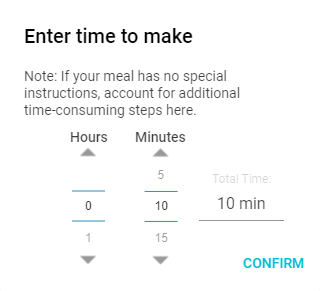 Enter time to make
Note: If your meal has no special
instructions, account for additional
time-consuming steps here.
Hours Minutes
5
Total Time:
0 10 10 min
1 15
CONFIRM